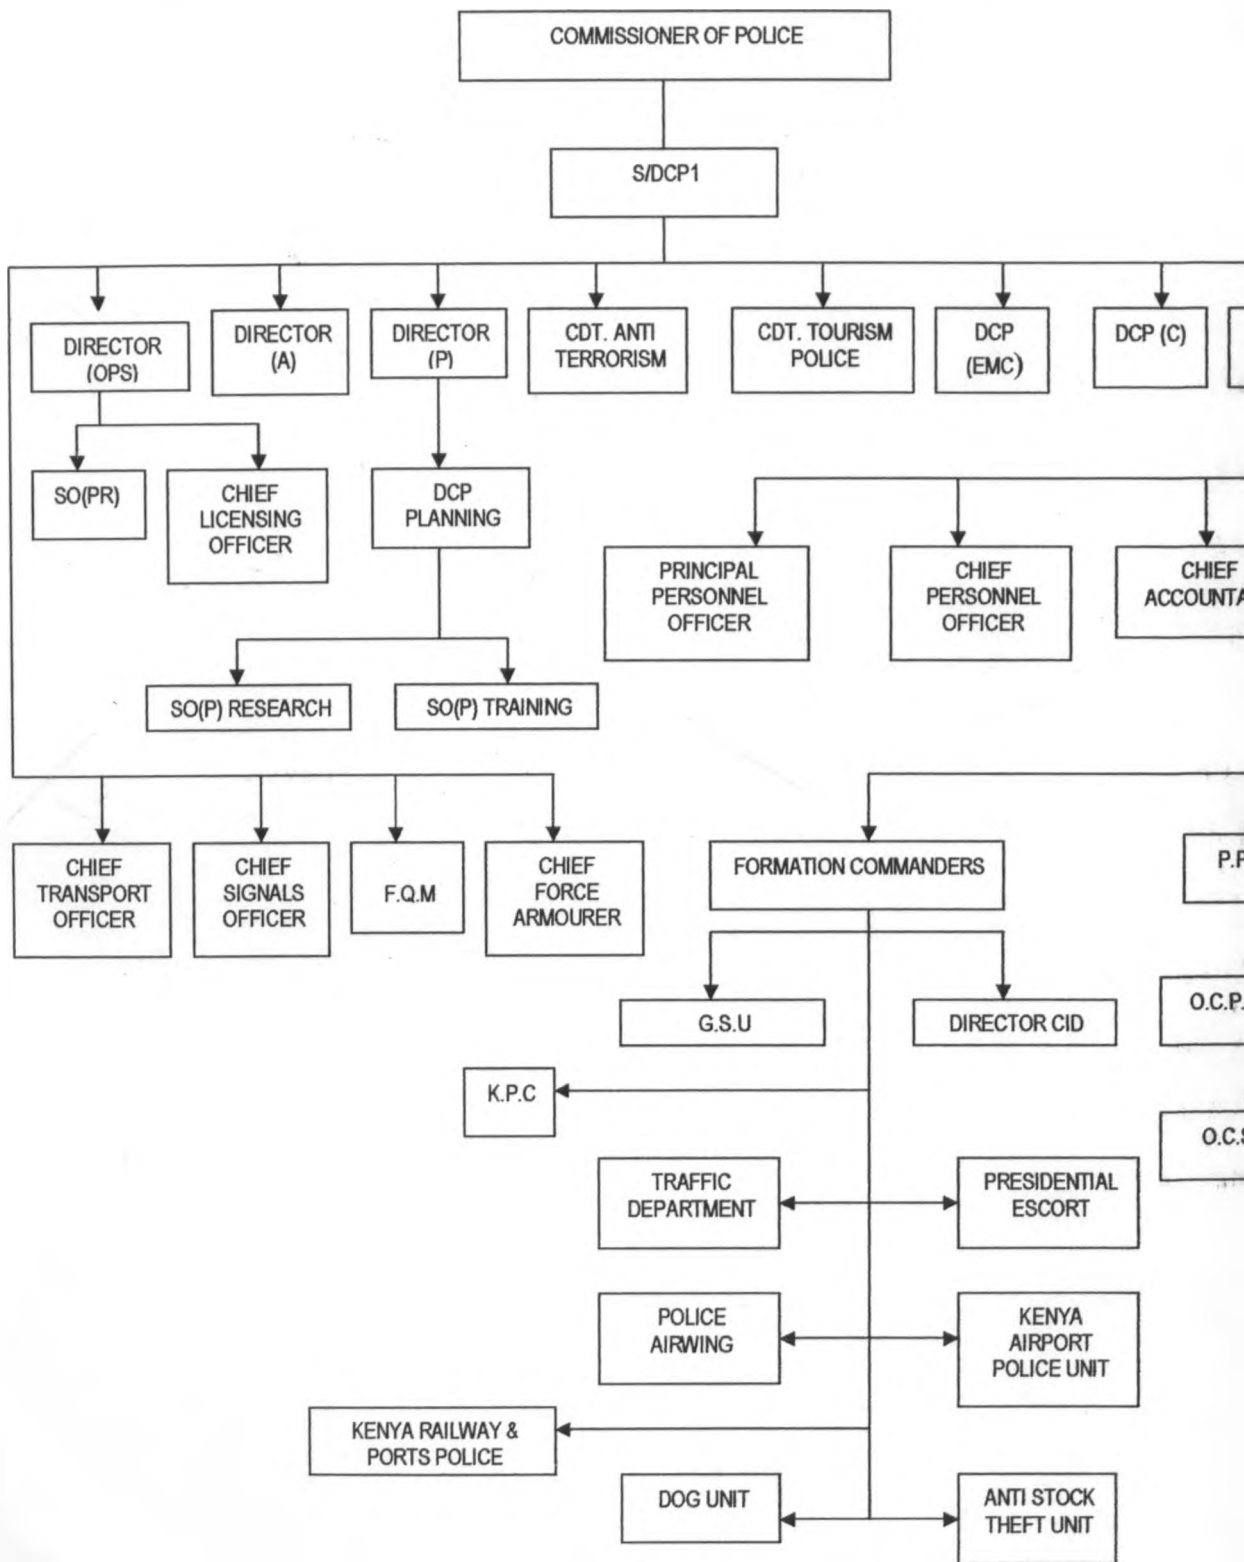 COMMISSIONER OF POLICE
S/DCP1
DIRECTOR
(OPS)
DIRECTOR
(A)
DIRECTOR
(P)
CDT. ANTI
TERRORISM
CDT. TOURISM
POLICE
DCP
(EMC)
DCP (C)
SO(PR)
CHIEF
LICENSING
OFFICER
DCP
PLANNING
PRINCIPAL
PERSONNEL
OFFICER
CHIEF
PERSONNEL
OFFICER
CHIEF
ACCOUNTA
SO(P) RESEARCH
SO(P) TRAINING
CHIEF
TRANSPORT
OFFICER
CHIEF
SIGNALS
OFFICER
F.Q.M
CHIEF
FORCE
ARMOURER
FORMATION COMMANDERS
P.P
G.S.U
DIRECTOR CID
O.C.P.
K.P.C
O.C.S
TRAFFIC
DEPARTMENT
PRESIDENTIAL
ESCORT
POLICE
AIRWING
KENYA
AIRPORT
POLICE UNIT
KENYA RAILWAY &
PORTS POLICE
DOG UNIT
ANTI STOCK
THEFT UNIT